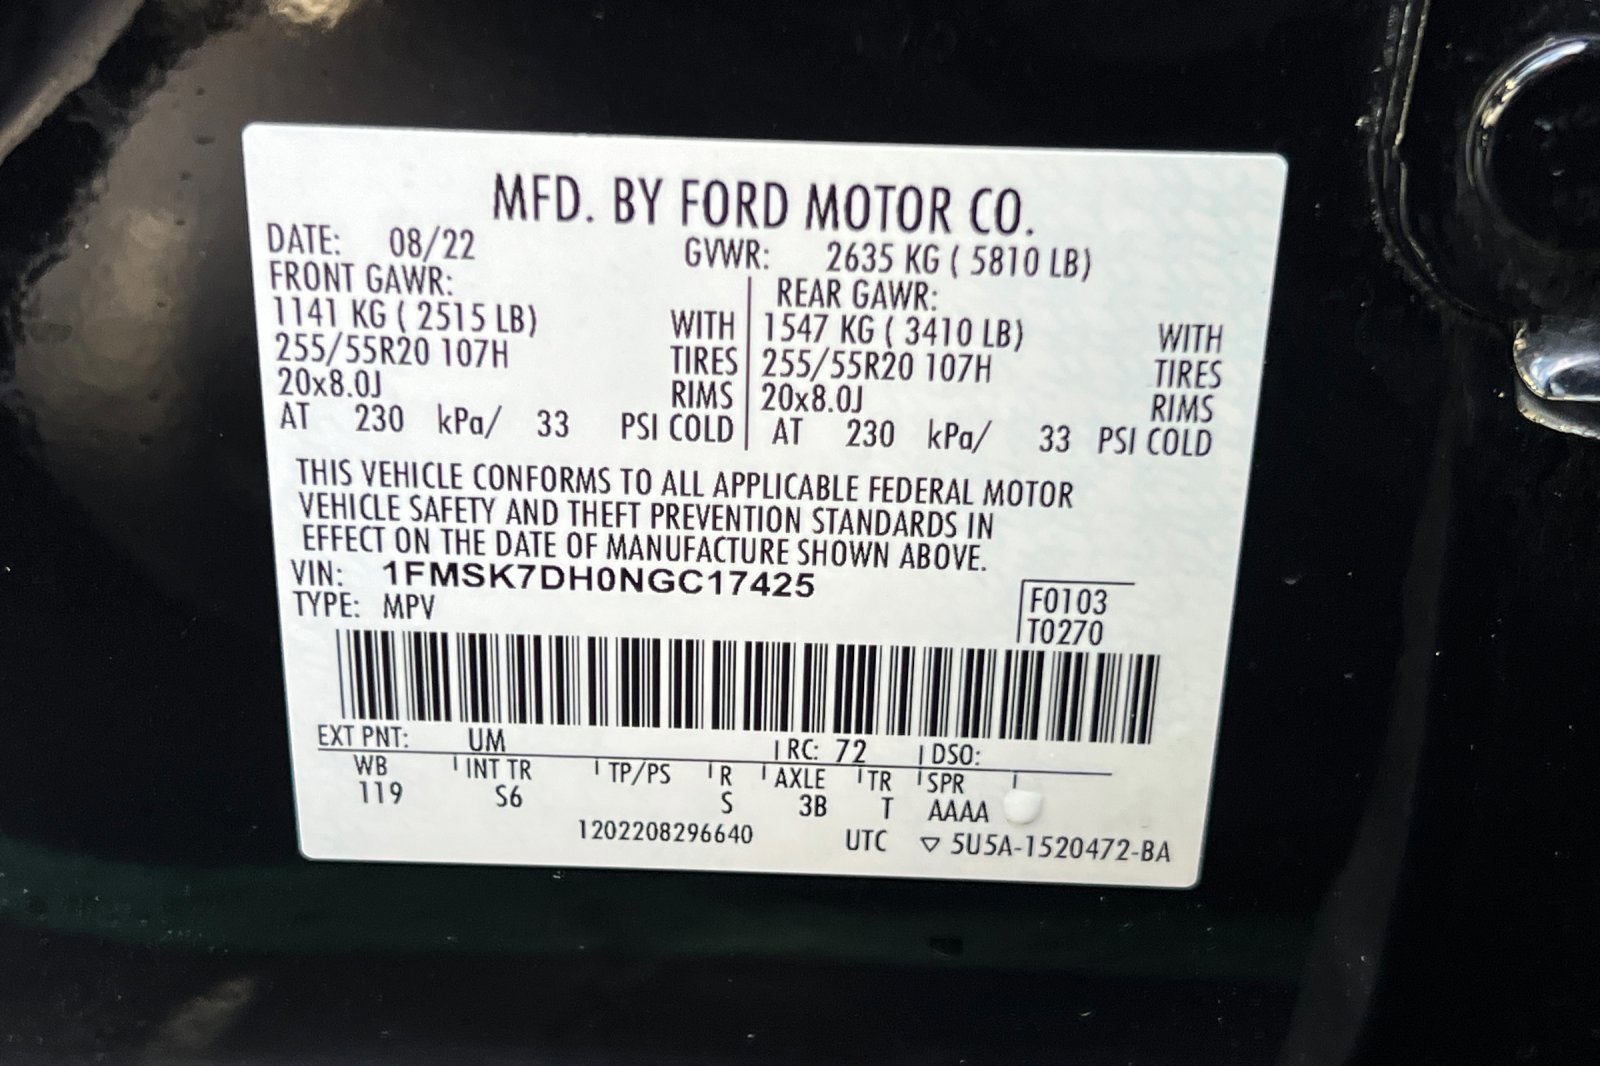 MFD. BY FORD MOTOR CO.
DATE: 08/22 GVWR: 2635 KG ( 5810 LB)
FRONT GAWR: REAR GAWR:
1141 KG ( 2515 LB) WITH 1547 KG ( 3410 LB) WITH
255/55R20 107H TIRES 255/55R20 107H TIRES
20x8.0J RIMS 20x8.0J RIMS
AT 230 kPa/ 33 PSI COLD AT 230 kPa/ 33 PSI COLD
THIS VEHICLE CONFORMS TO ALL APPLICABLE FEDERAL MOTOR
VEHICLE SAFETY AND THEFT PREVENTION STANDARDS IN
EFFECT ON THE DATE OF MANUFACTURE SHOWN ABOVE.
VIN: 1FMSK7DH0NGC17425
TYPE: MPV
F0103
T0270
EXT PNT: UM RC: 72 DSO:
WB INT TR TP/PS R AXLE TR SPR
119 S6 S 3B T AAAA
1202208296640 UTC ▽ 5U5A-1520472-BA